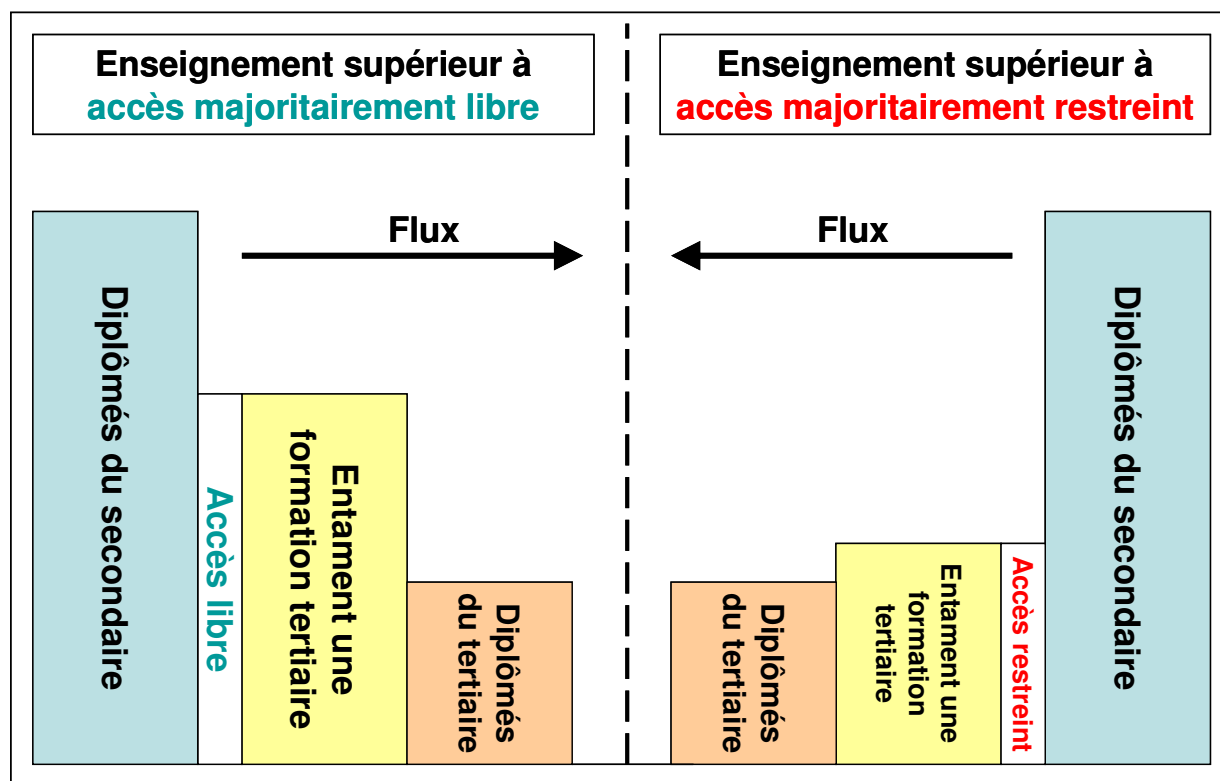 Enseignement supérieur à
accès majoritairement libre
Enseignement supérieur à
accès majoritairement restreint
Flux
Flux
Diplômés du secondaire
Accès libre
Entament une
formation tertiaire
Diplômés
du tertiaire
Diplômés
du tertiaire
Entament une
formation
tertiaire
Accès restreint
Diplômés du secondaire